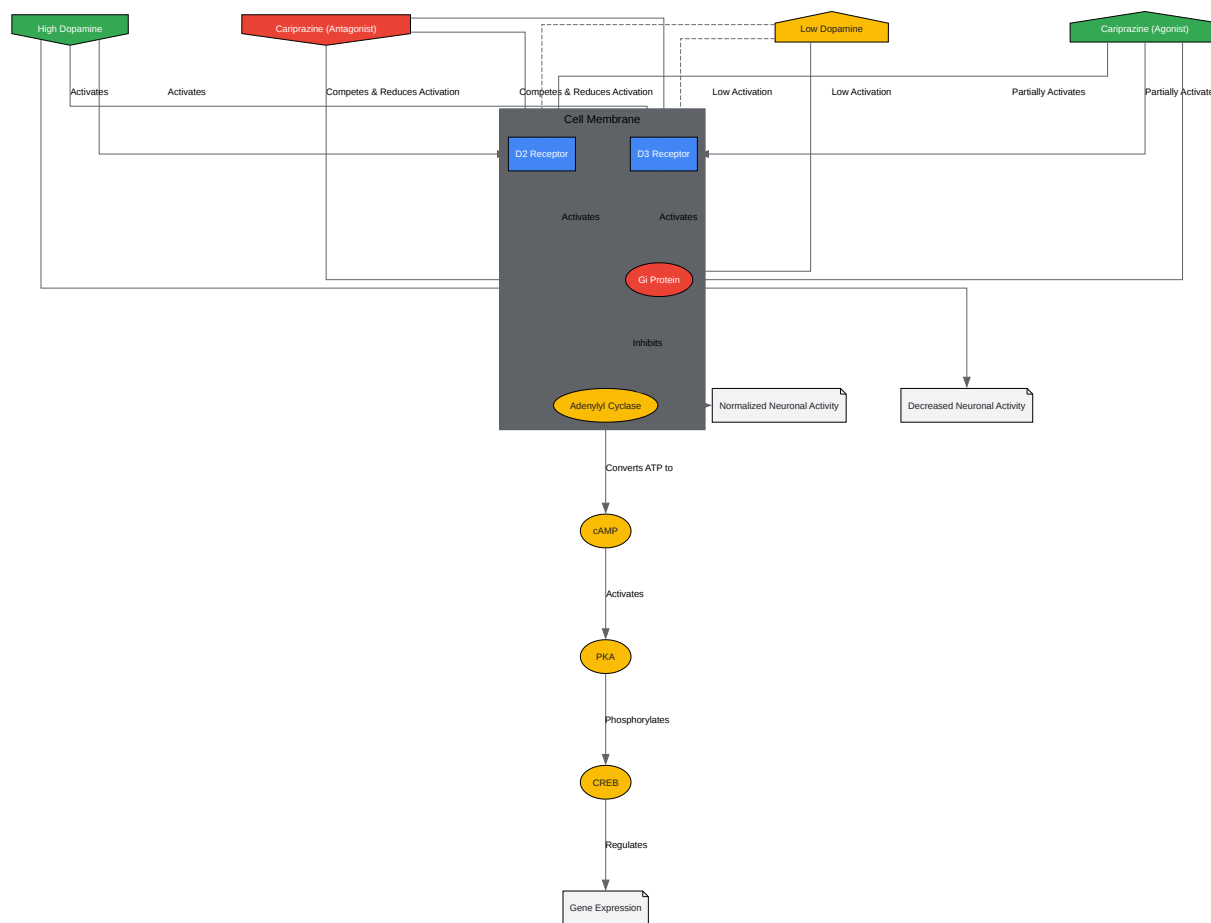 High Dopamine
Cariprazine (Antagonist)
Low Dopamine
Cariprazine (Agonist)
Activates
Activates
Competes & Reduces Activation
Competes & Reduces Activation
Low Activation
Low Activation
Partially Activates
Partially Activate
Cell Membrane
D2 Receptor
D3 Receptor
Activates
Activates
Gi Protein
Inhibits
Adenylyl Cyclase
Normalized Neuronal Activity
Decreased Neuronal Activity
Converts ATP to
cAMP
Activates
PKA
Phosphorylates
CREB
Regulates
Gene Expression